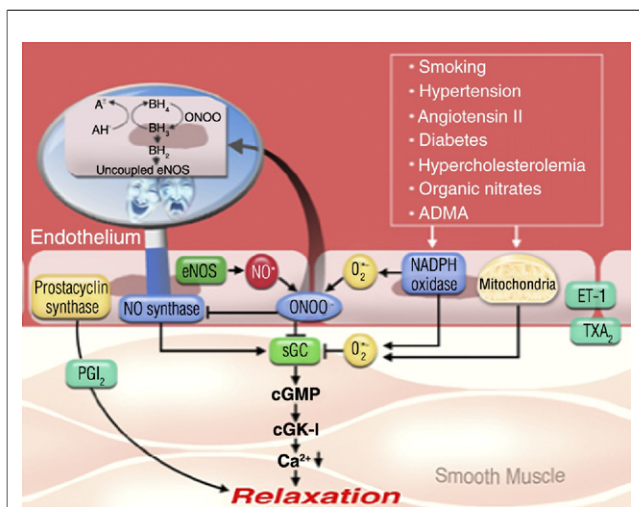 • Smoking
• Hypertension
• Angiotensin II
• Diabetes
• Hypercholesterolemia
• Organic nitrates
• ADMA
A•̄
BH₄
ONOO
AH
BH₃
BH₂
Uncoupled eNOS
Endothelium
Prostacyclin
synthase
NO synthase
eNOS
NO•
ONOO⁻
O₂•−
NADPH
oxidase
Mitochondria
ET-1
TXA₂
PGI₂
sGC
O₂•−
cGMP
cGK-I
Ca²⁺
Relaxation
Smooth Muscle